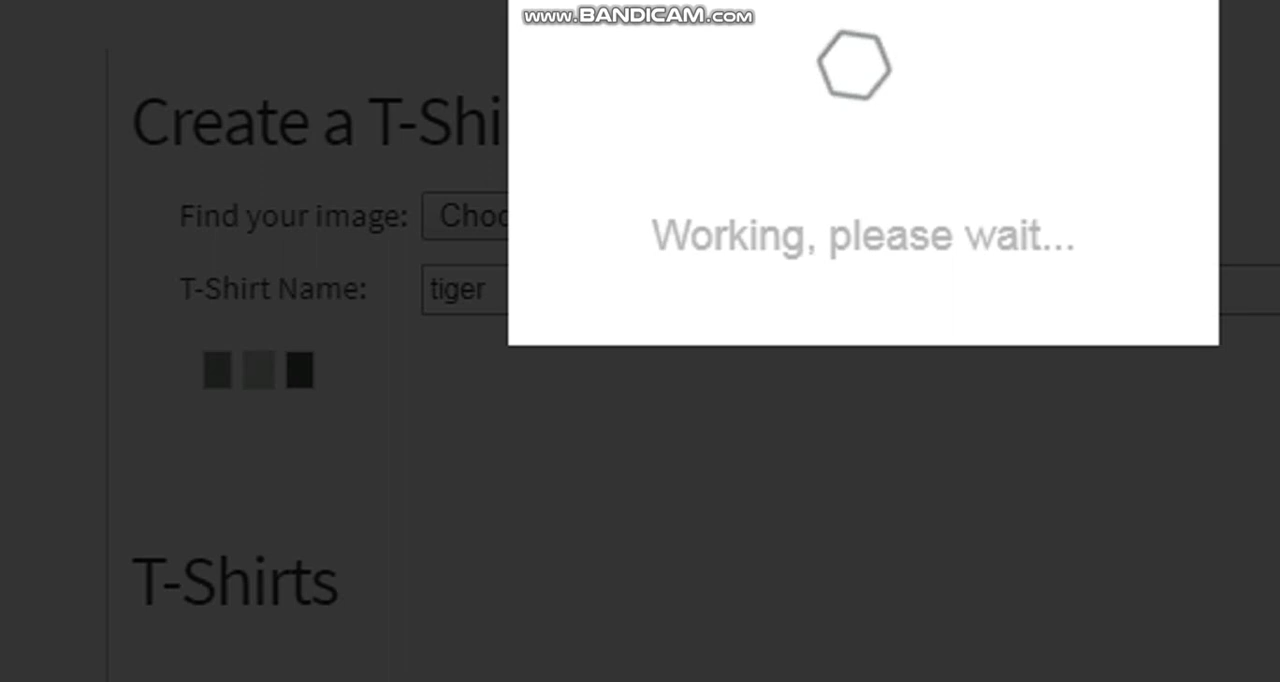 www.BANDICAM.com
Create a T-Shi
Find your image: Choo
Working, please wait...
T-Shirt Name: tiger
T-Shirts